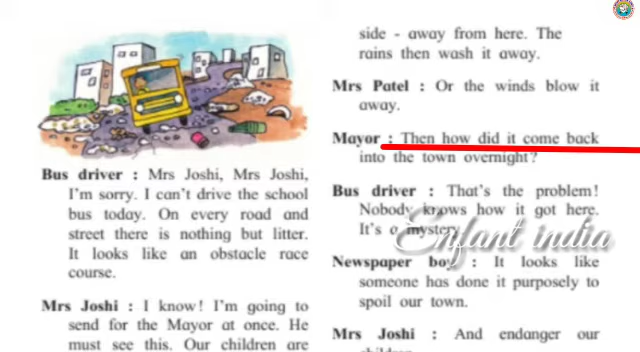 Bus driver : Mrs Joshi, Mrs Joshi,
I'm sorry. I can't drive the school
bus today. On every road and
street there is nothing but litter.
It looks like an obstacle race
course.
Mrs Joshi : I know! I'm going to
send for the Mayor at once. He
must see this. Our children are
side - away from here. The
rains then wash it away.
Mrs Patel : Or the winds blow it
away.
Mayor : Then how did it come back
into the town overnight?
Bus driver : That's the problem!
Nobody knows how it got here.
It's a mystery
Enfant india
Newspaper boy : It looks like
someone has done it purposely to
spoil our town.
Mrs Joshi : And endanger our